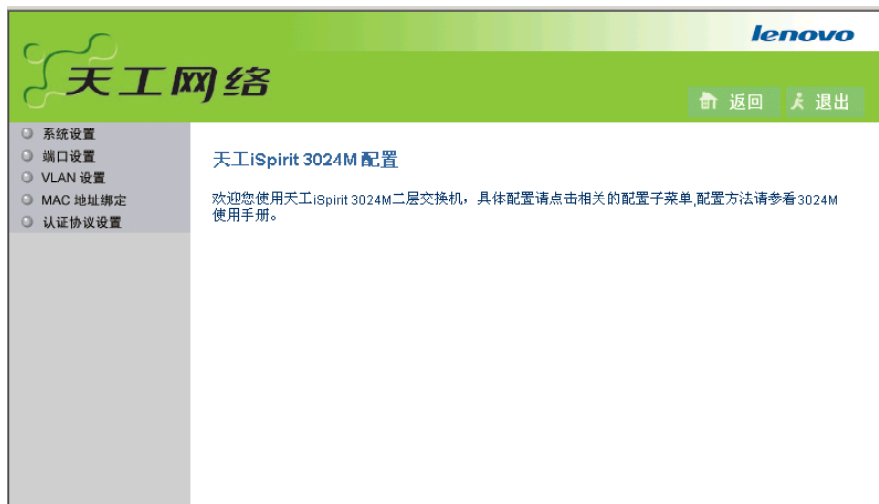 lenovo
天工网络
返回 退出
系统设置
端口设置
VLAN 设置
MAC 地址绑定
认证协议设置
天工iSpirit 3024M 配置
欢迎您使用天工iSpirit 3024M二层交换机，具体配置请点击相关的配置子菜单,配置方法请参看3024M
使用手册。